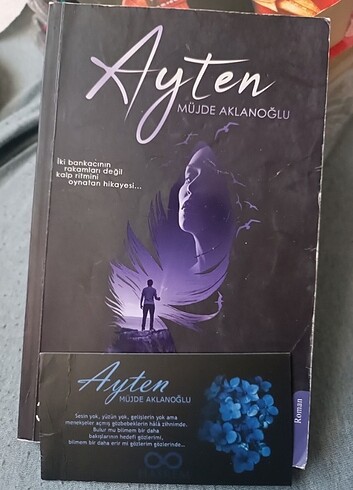 Ayten
MÜJDE AKLANOĞLU
İki bankacının
rakamları değil
kalp ritmini
oynatan hikayesi...
Roman
Ayten
MÜJDE AKLANOĞLU
Sesin yok, yüzün yok, gelişlerin yok ama
menekşeler açmış gözbebeklerin hâlâ zihnimde.
Bulur mu bilmem bir daha
bakışlarının hedefi gözlerimi,
bilmem bir daha erir mi gözlerim gözlerinde...